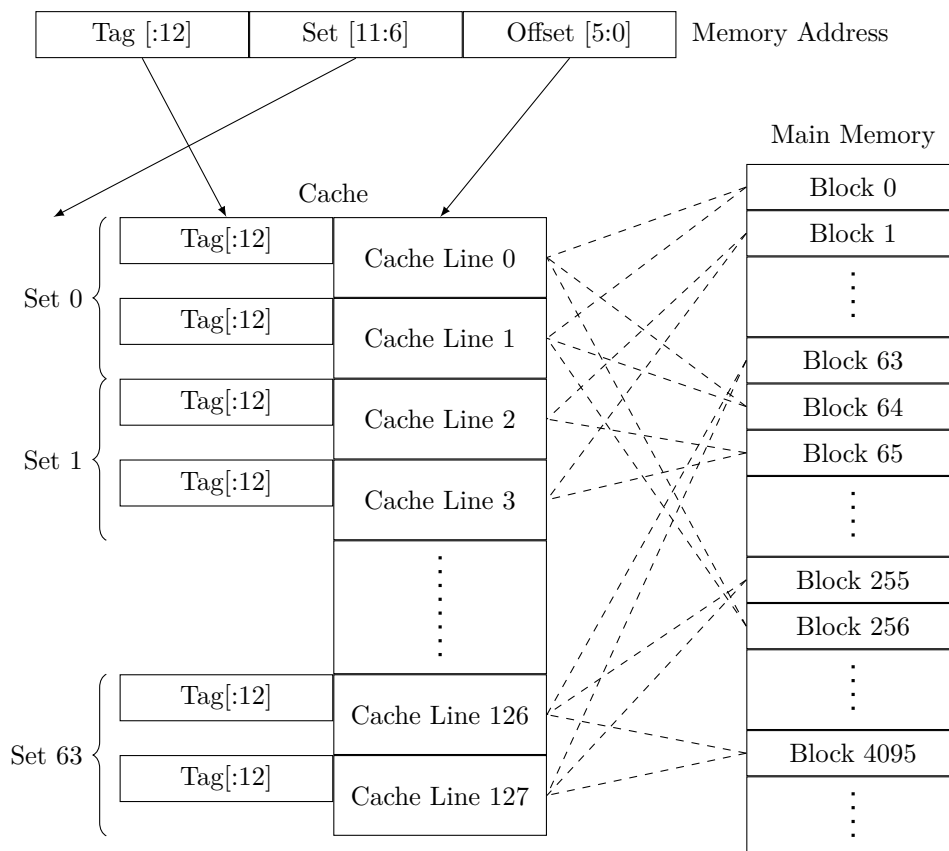 Tag [:12] Set [11:6] Offset [5:0] Memory Address
Main Memory
Cache
Set 0
Tag[:12] Cache Line 0
Tag[:12] Cache Line 1
Set 1
Tag[:12] Cache Line 2
Tag[:12] Cache Line 3
Set 63
Tag[:12] Cache Line 126
Tag[:12] Cache Line 127
Block 0
Block 1
Block 63
Block 64
Block 65
Block 255
Block 256
Block 4095